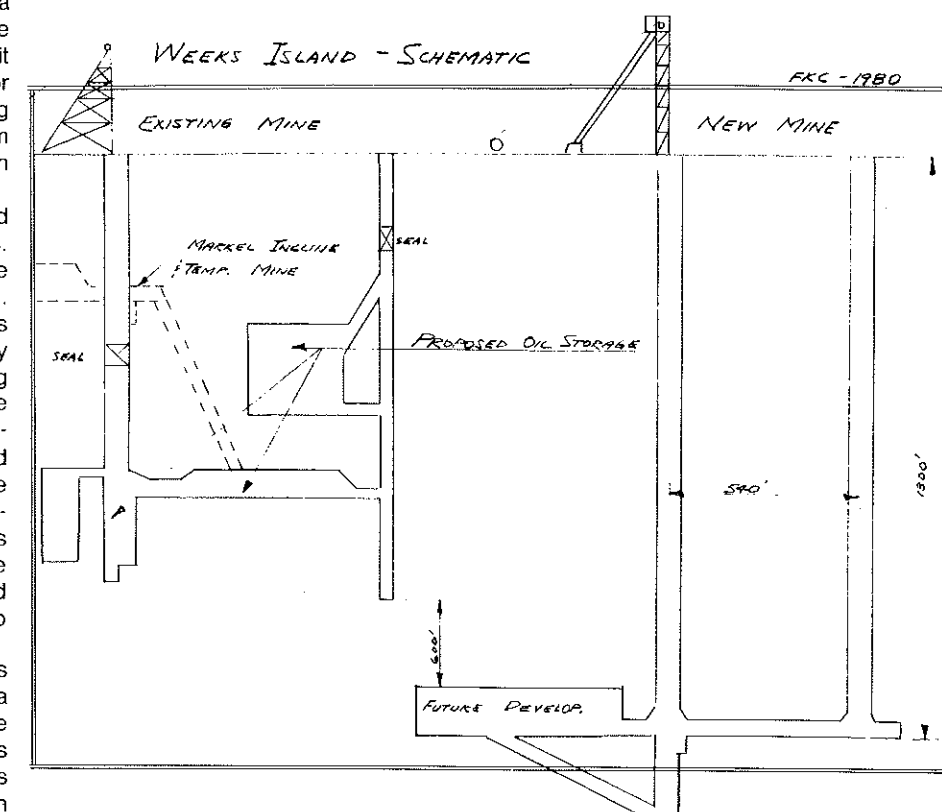 WEEKS ISLAND - SCHEMATIC
FKC - 1980
EXISTING MINE
NEW MINE
SEAL
MARKEL INCLINE
& TEMP. MINE
PROPOSED OIL STORAGE
SEAL
540'
1300'
600'
FUTURE DEVELOP.